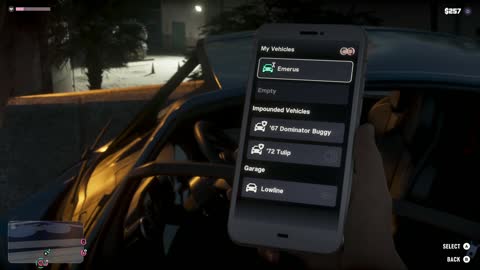 $257
My Vehicles
Emerus
Empty
Impounded Vehicles
'67 Dominator Buggy
'72 Tulip
Garage
Lowline
SELECT A
BACK B